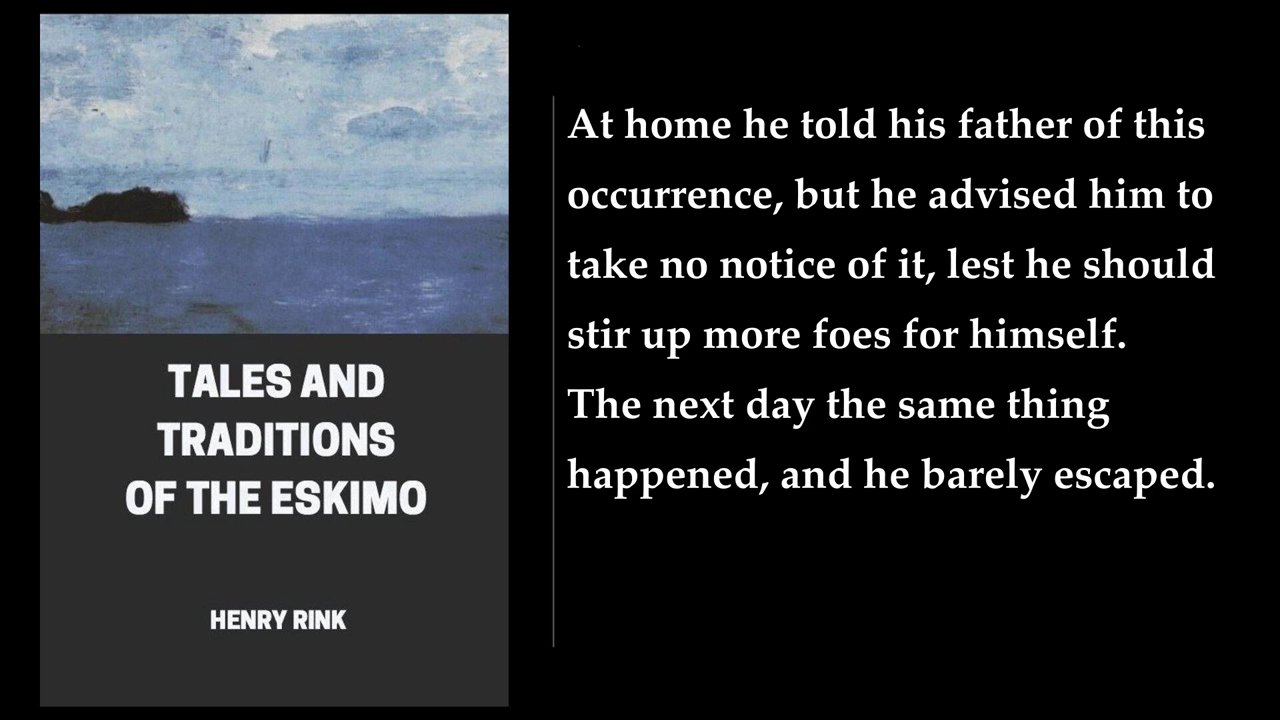 TALES AND
TRADITIONS
OF THE ESKIMO
HENRY RINK
At home he told his father of this
occurrence, but he advised him to
take no notice of it, lest he should
stir up more foes for himself.
The next day the same thing
happened, and he barely escaped.